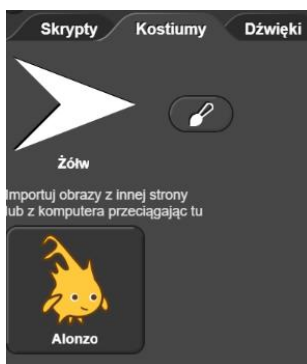 Skrypty Kostiumy Dźwięki
Żółw
Importuj obrazy z innej strony
lub z komputera przeciągając tu
Alonzo